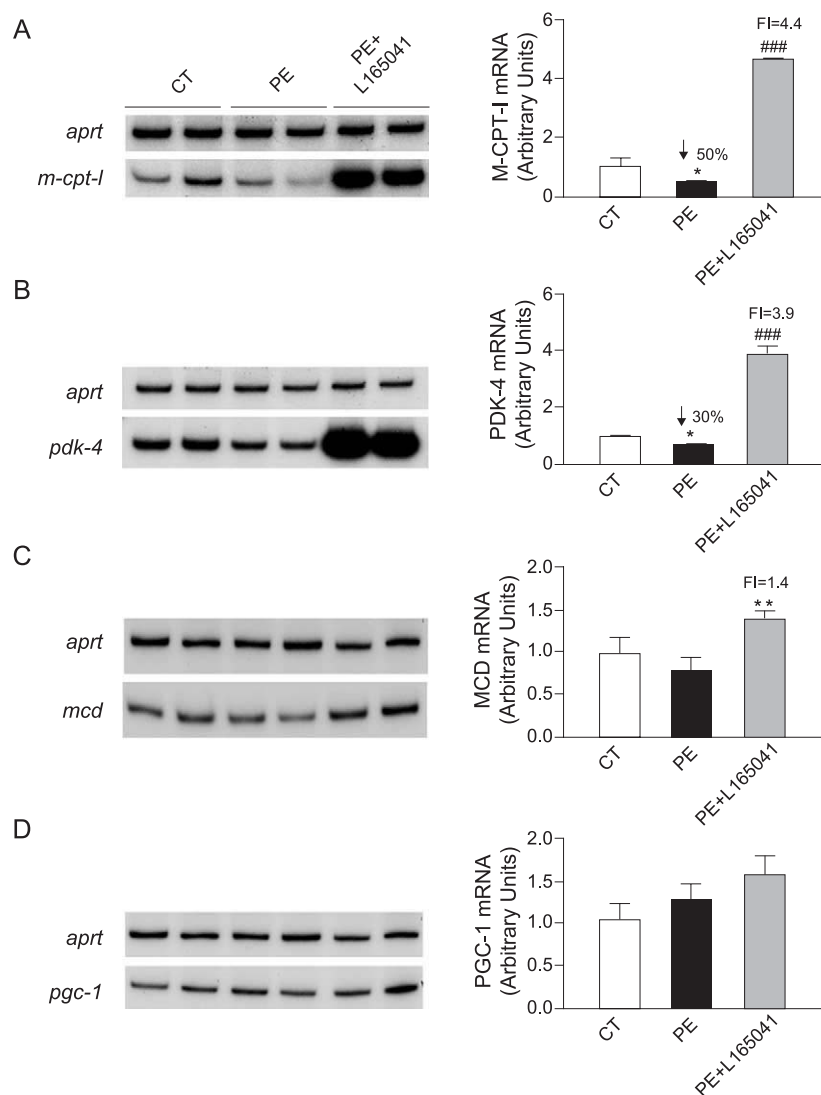 A
CT
PE
PE+
L165041
aprt
m-cpt-I
M-CPT-I mRNA
(Arbitrary Units)
6
4
2
0
FI=4.4
###
↓ 50%
*
CT
PE
PE+L165041
B
aprt
pdk-4
PDK-4 mRNA
(Arbitrary Units)
6
4
2
0
FI=3.9
###
↓ 30%
*
CT
PE
PE+L165041
C
aprt
mcd
MCD mRNA
(Arbitrary Units)
2.0
1.5
1.0
0.5
0.0
FI=1.4
**
CT
PE
PE+L165041
D
aprt
pgc-1
PGC-1 mRNA
(Arbitrary Units)
2.0
1.5
1.0
0.5
0.0
CT
PE
PE+L165041